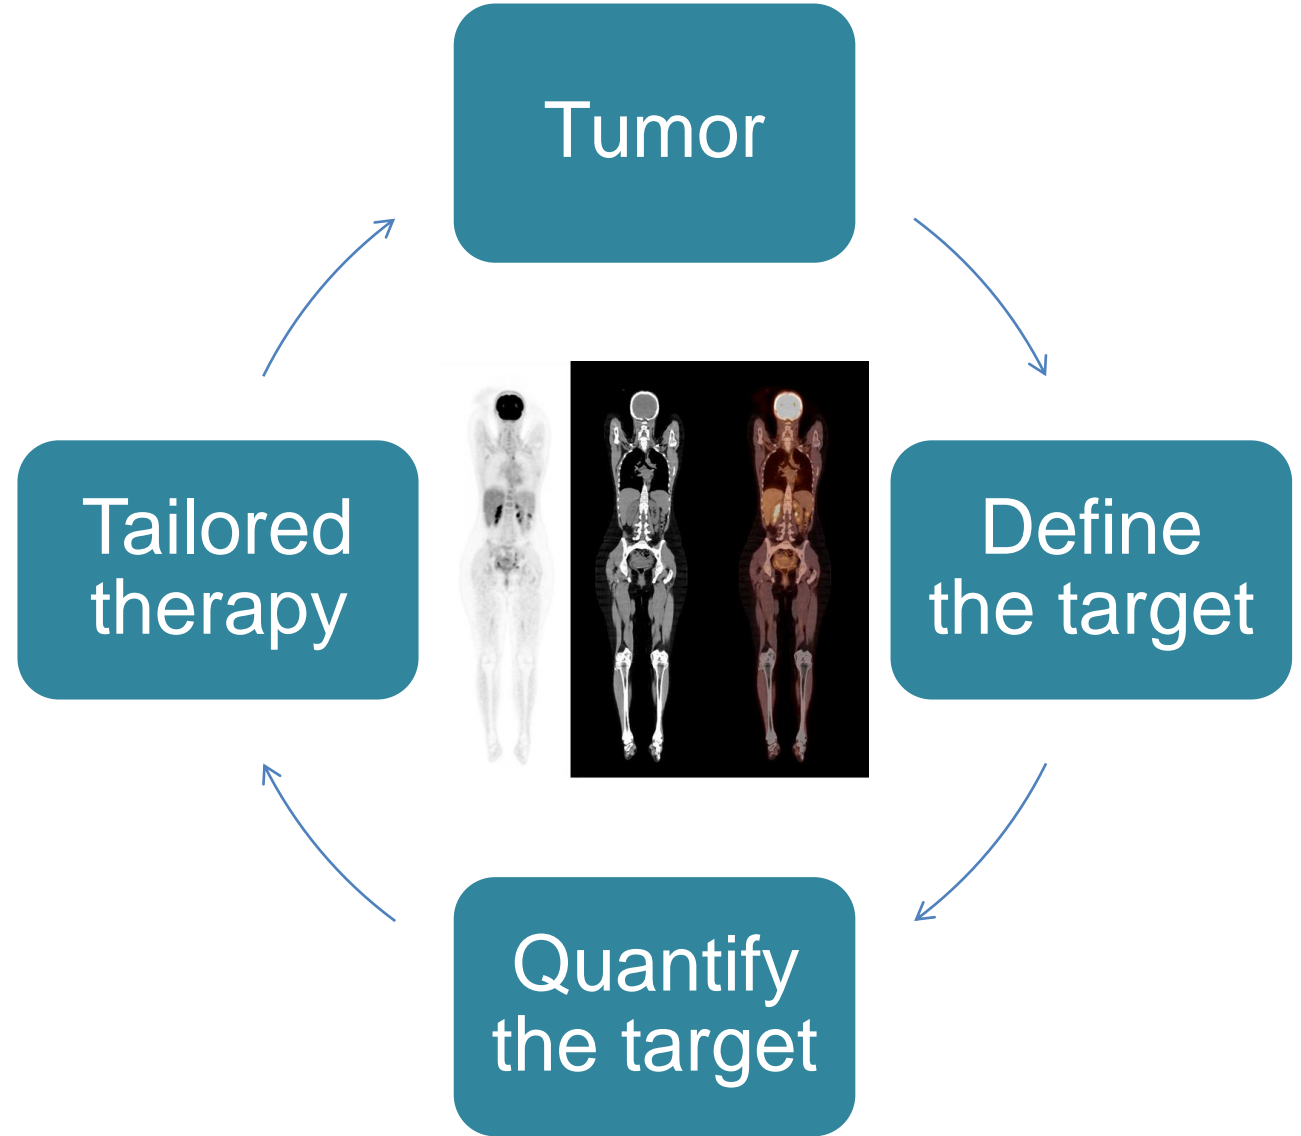 Tumor
Define
the target
Quantify
the target
Tailored
therapy